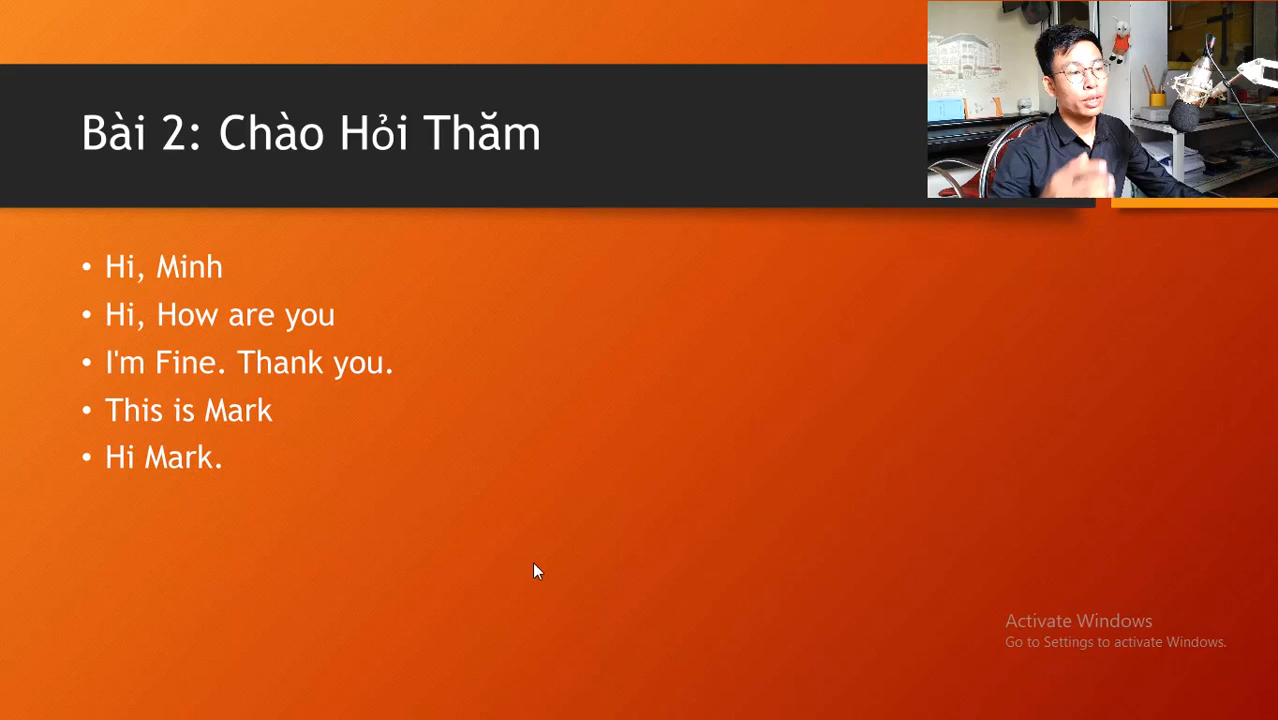 Bài 2: Chào Hỏi Thăm
• Hi, Minh
• Hi, How are you
• I'm Fine. Thank you.
• This is Mark
• Hi Mark.
Activate Windows
Go to Settings to activate Windows.